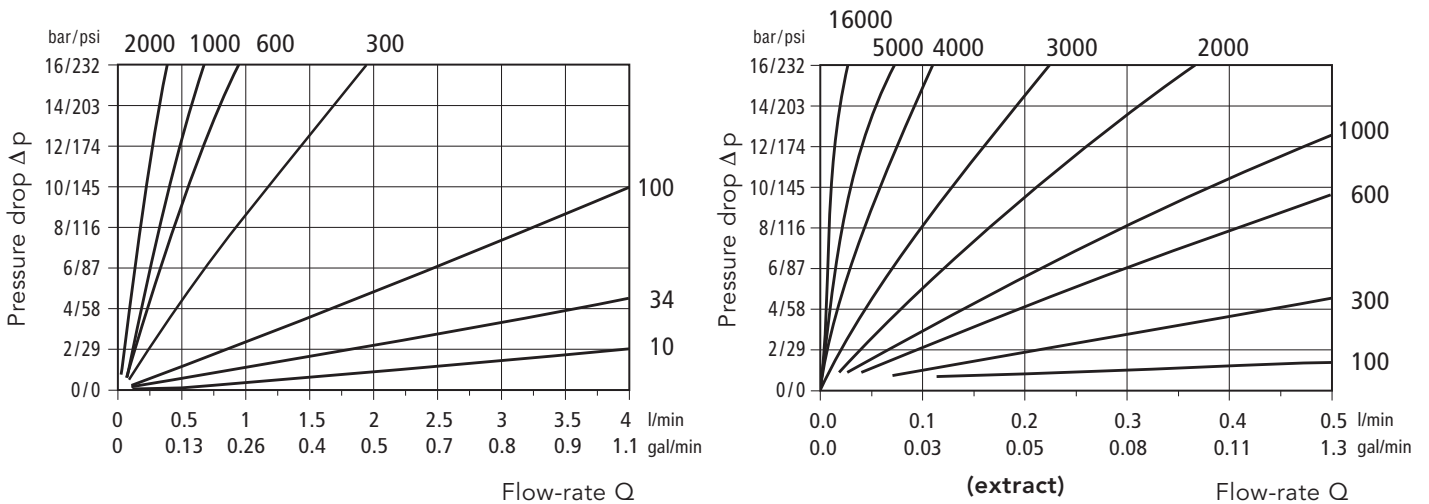 bar/psi
2000 1000 600 300
16/232
14/203
12/174
10/145
8/116
6/87
4/58
2/29
0/0
Pressure drop Δp
100
34
10
0 0.5 1 1.5 2 2.5 3 3.5 4 l/min
0 0.13 0.26 0.4 0.5 0.7 0.8 0.9 1.1 gal/min
Flow-rate Q
16000
bar/psi
5000 4000 3000 2000
16/232
14/203
12/174
10/145
8/116
6/87
4/58
2/29
0/0
Pressure drop Δp
1000
600
300
100
0.0 0.1 0.2 0.3 0.4 0.5 l/min
0.0 0.03 0.05 0.08 0.11 1.3 gal/min
(extract)
Flow-rate Q